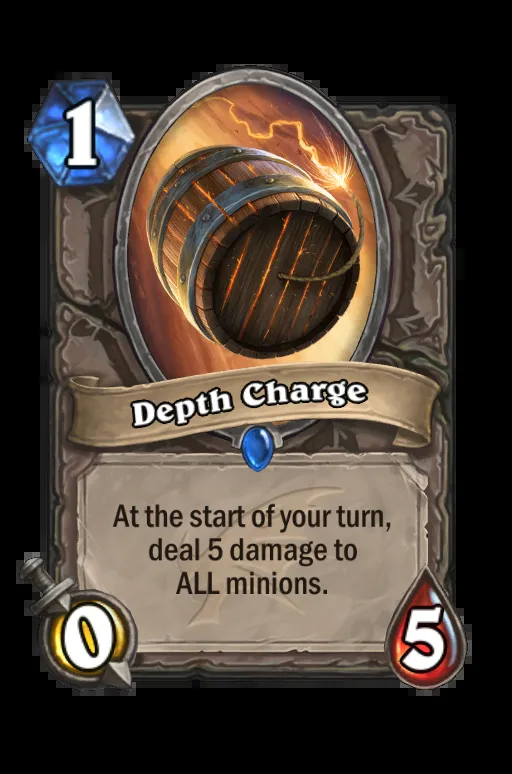 1
Depth Charge
At the start of your turn,
deal 5 damage to
ALL minions.
0
5